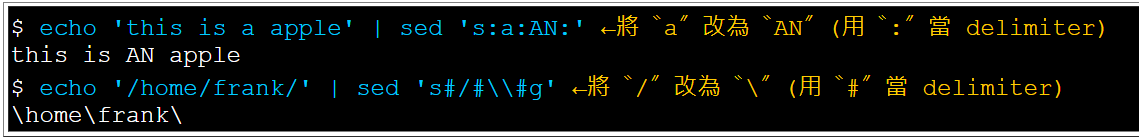 $ echo 'this is a apple' | sed 's:a:AN:' ←將〝a〞改為〝AN〞(用〝:〞當 delimiter)
this is AN apple
$ echo '/home/frank/' | sed 's#/#\\#g' ←將〝/〞改為〝\〞(用〝#〞當 delimiter)
\home\frank\